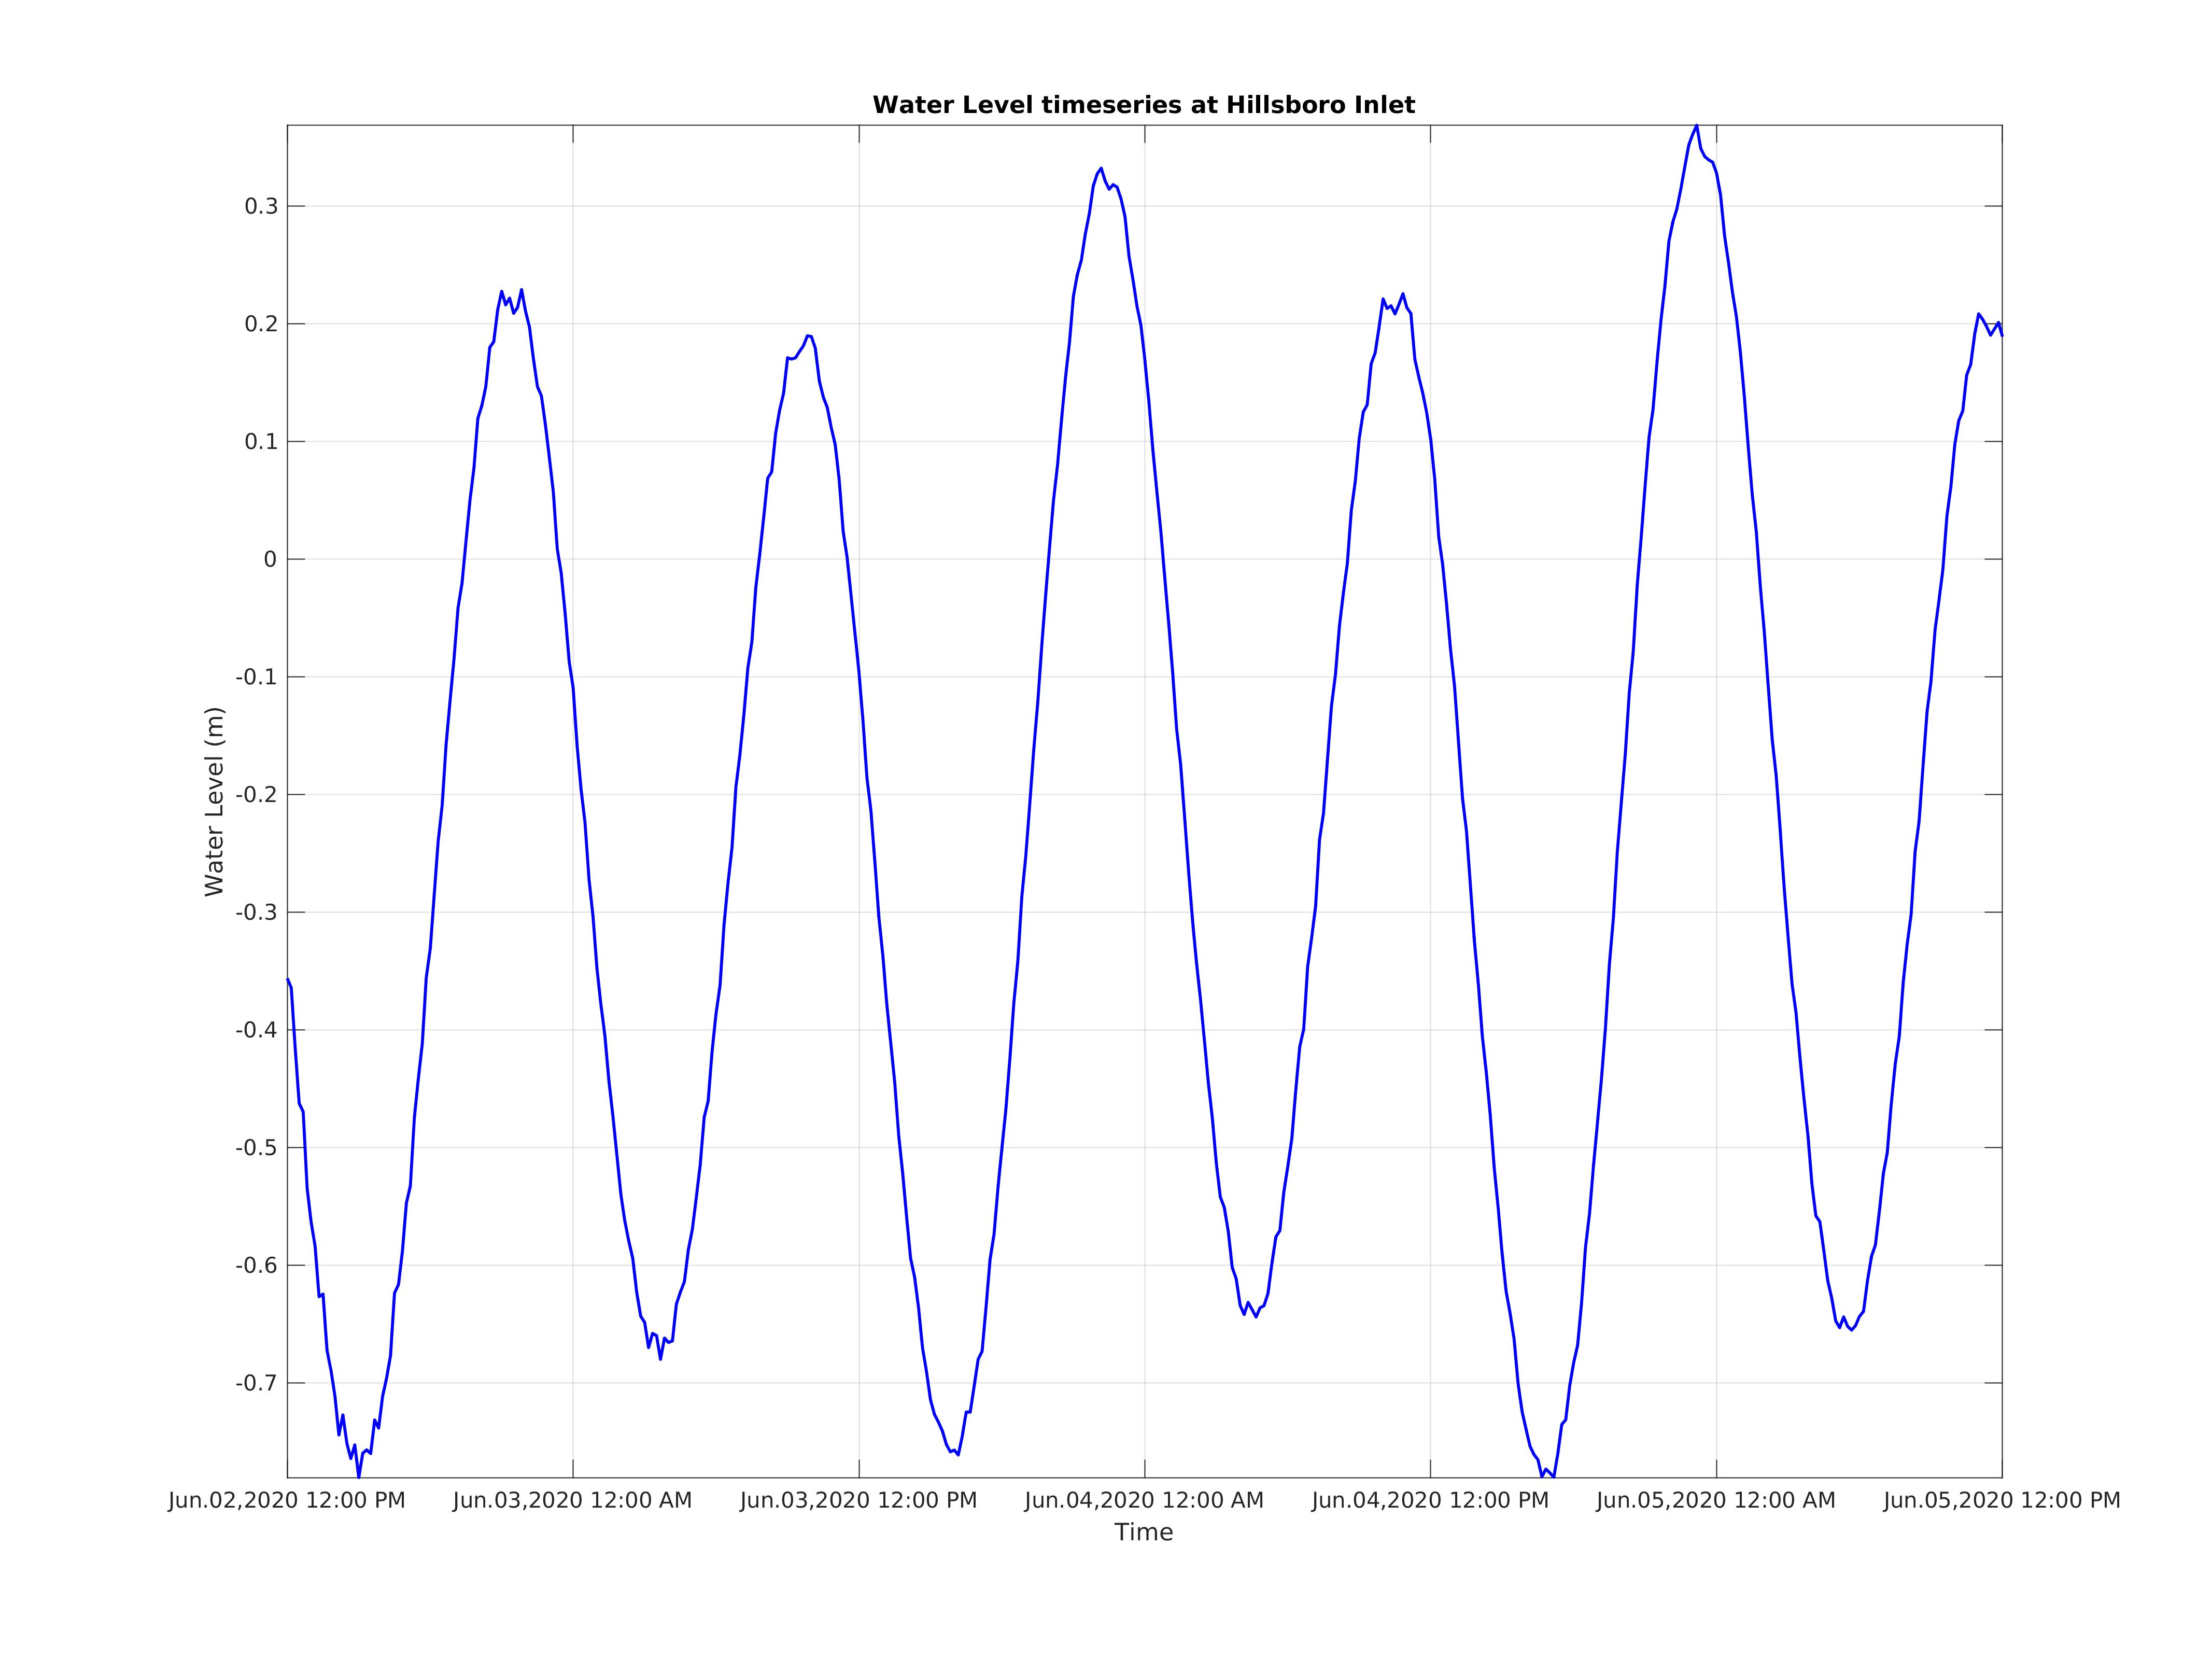 Water Level timeseries at Hillsboro Inlet
Water Level (m)
0.3
0.2
0.1
0
-0.1
-0.2
-0.3
-0.4
-0.5
-0.6
-0.7
Jun.02,2020 12:00 PM
Jun.03,2020 12:00 AM
Jun.03,2020 12:00 PM
Jun.04,2020 12:00 AM
Jun.04,2020 12:00 PM
Jun.05,2020 12:00 AM
Jun.05,2020 12:00 PM
Time